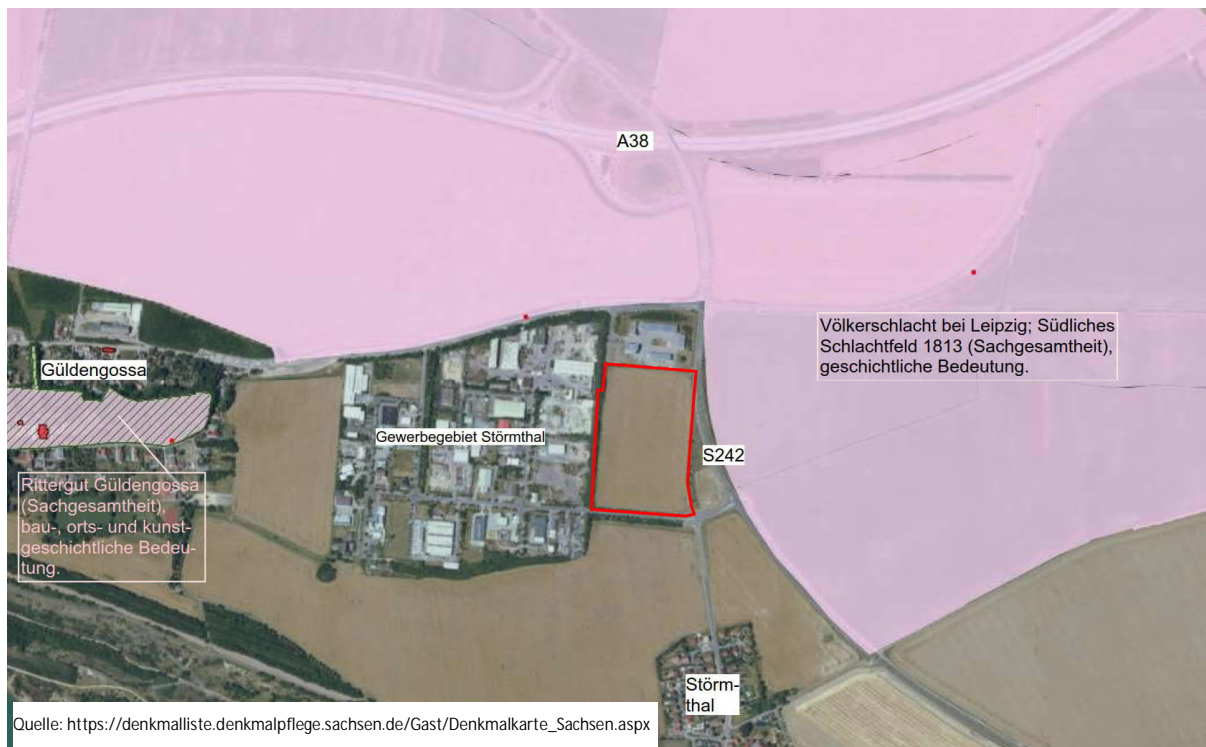 A38
Völkerschlacht bei Leipzig; Südliches
Schlachtfeld 1813 (Sachgesamtheit),
geschichtliche Bedeutung.
Güldengossa
Gewerbegebiet Störmthal
S242
Rittergut Güldengossa
(Sachgesamtheit),
bau-, orts- und kunst-
geschichtliche Bedeu-
tung.
Störm-
thal
Quelle: https://denkmalliste.denkmalpflege.sachsen.de/Gast/Denkmalkarte_Sachsen.aspx